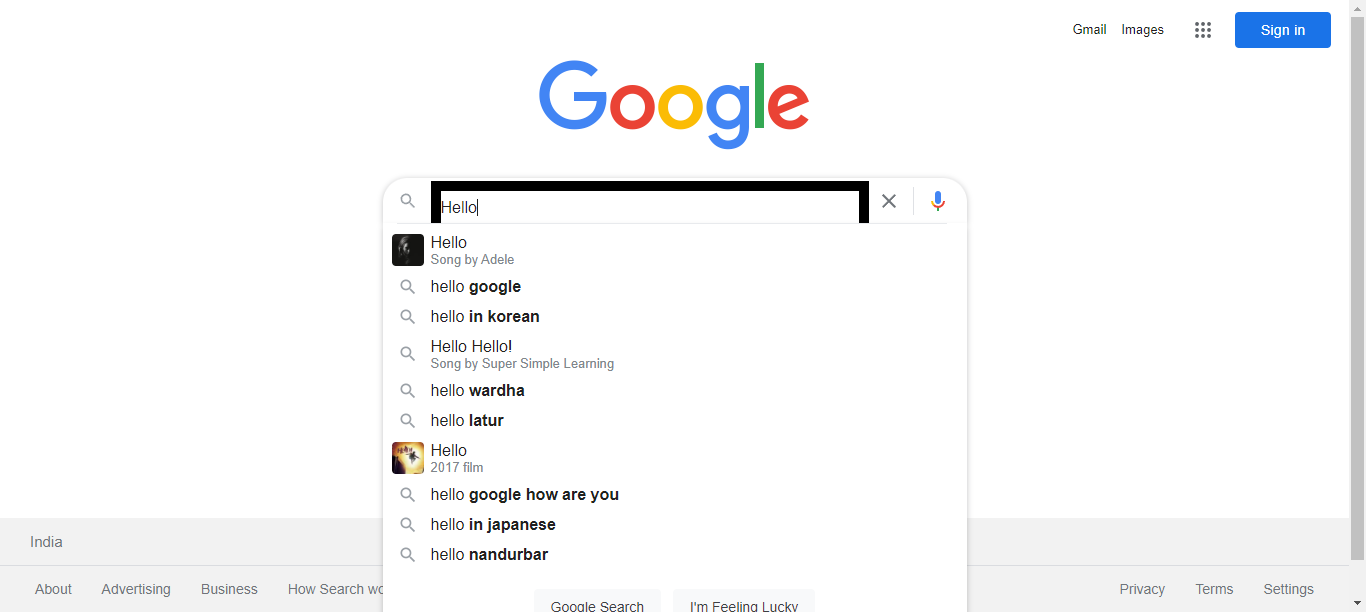 Gmail Images Sign in
Google
Hello
Hello
Song by Adele
hello google
hello in korean
Hello Hello!
Song by Super Simple Learning
hello wardha
hello latur
Hello
2017 film
hello google how are you
hello in japanese
hello nandurbar
India
About Advertising Business How Search wo Privacy Terms Settings
Google Search I'm Feeling Lucky